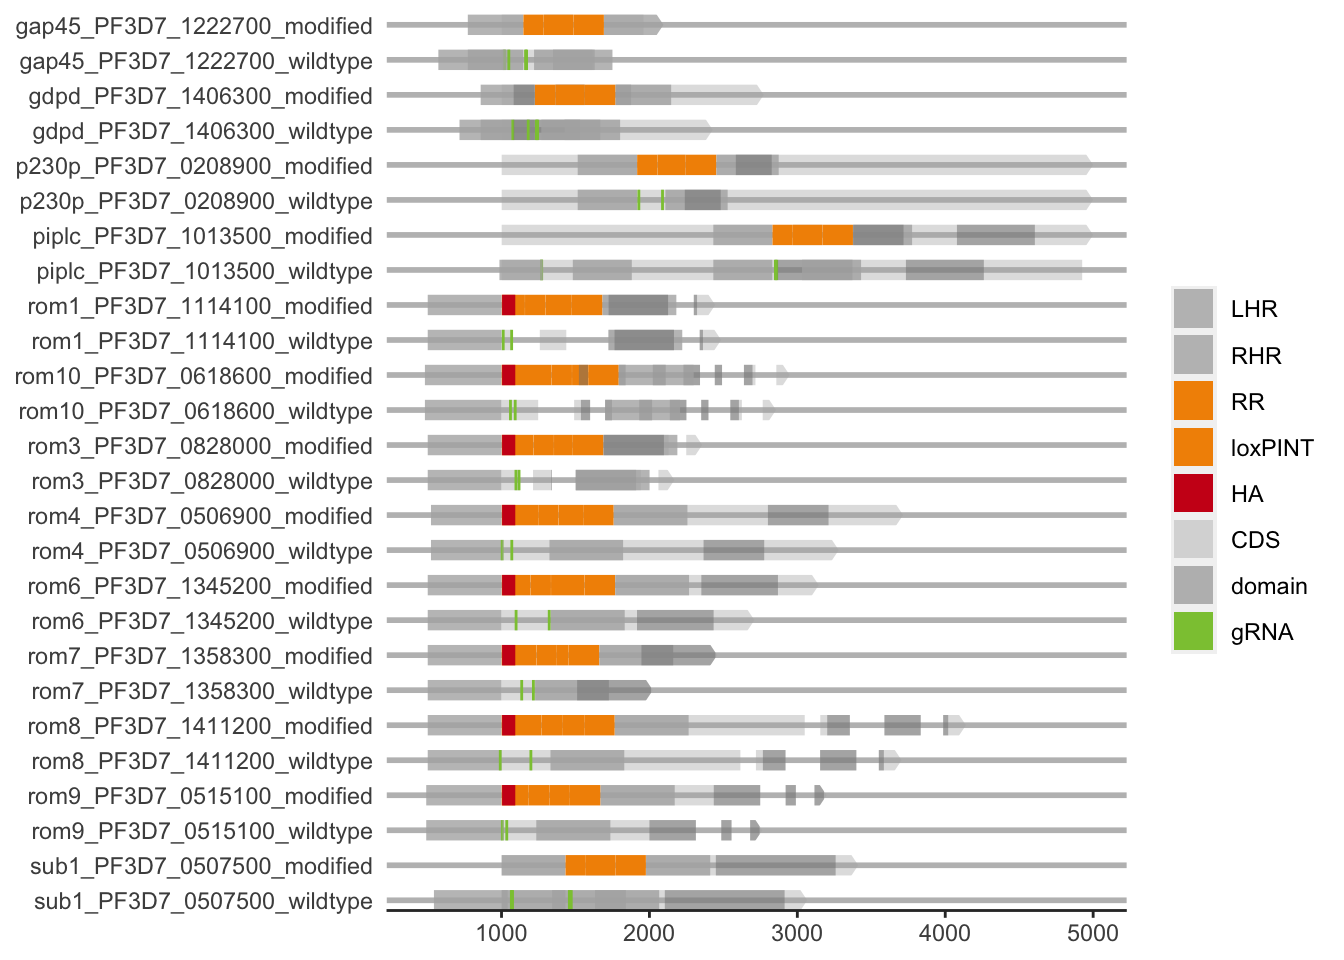 gap45_PF3D7_1222700_modified
gap45_PF3D7_1222700_wildtype
gdpd_PF3D7_1406300_modified
gdpd_PF3D7_1406300_wildtype
p230p_PF3D7_0208900_modified
p230p_PF3D7_0208900_wildtype
piplc_PF3D7_1013500_modified
piplc_PF3D7_1013500_wildtype
rom1_PF3D7_1114100_modified
rom1_PF3D7_1114100_wildtype
rom10_PF3D7_0618600_modified
rom10_PF3D7_0618600_wildtype
rom3_PF3D7_0828000_modified
rom3_PF3D7_0828000_wildtype
rom4_PF3D7_0506900_modified
rom4_PF3D7_0506900_wildtype
rom6_PF3D7_1345200_modified
rom6_PF3D7_1345200_wildtype
rom7_PF3D7_1358300_modified
rom7_PF3D7_1358300_wildtype
rom8_PF3D7_1411200_modified
rom8_PF3D7_1411200_wildtype
rom9_PF3D7_0515100_modified
rom9_PF3D7_0515100_wildtype
sub1_PF3D7_0507500_modified
sub1_PF3D7_0507500_wildtype
1000 2000 3000 4000 5000
LHR
RHR
RR
loxPINT
HA
CDS
domain
gRNA